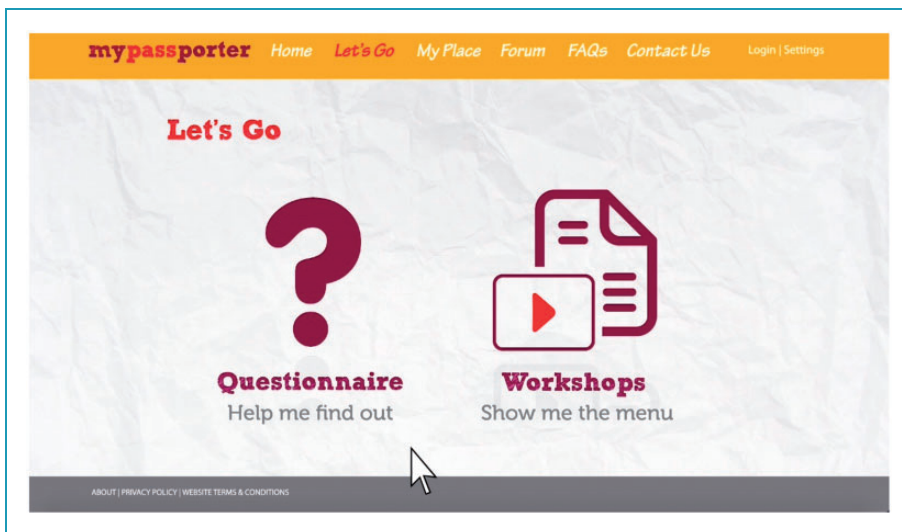 mypassporter Home Let's Go My Place Forum FAQs Contact Us Login | Settings
Let's Go
Questionnaire
Help me find out
Workshops
Show me the menu
ABOUT | PRIVACY POLICY | WEBSITE TERMS & CONDITIONS